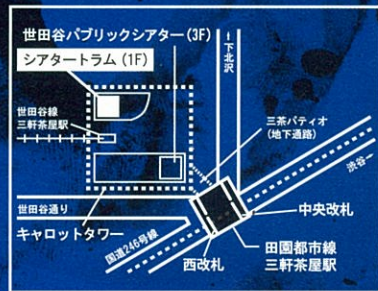 世田谷パブリックシアター(3F)
シアタートラム (1F)
↑下北沢
世田谷線
三軒茶屋駅
三茶パティオ
(地下通路)
渋谷→
世田谷通り
中央改札
キャロットタワー
国道246号線
田園都市線
三軒茶屋駅
西改札